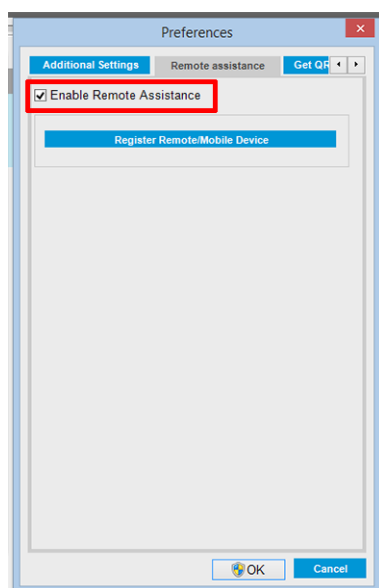 Preferences
Additional Settings
Remote assistance
Get QR
Enable Remote Assistance
Register Remote/Mobile Device
OK
Cancel